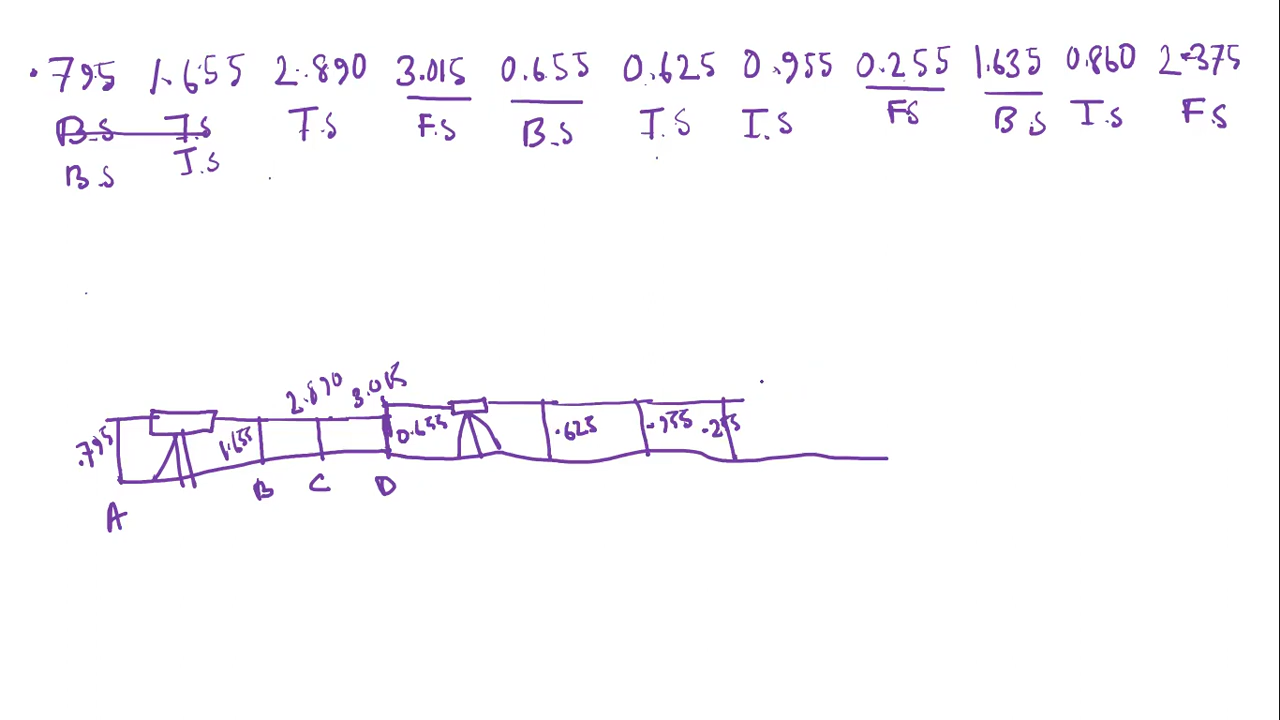 .795 1.655 2.890 3.015 0.655 0.625 0.955 0.255 1.635 0.860 2.375
B.S I.S I.S F.S B.S I.S I.S FS B.S I.S F.S
B.S I.S
2.890 3.015
.795 1.655 0.655 .625 .955 .255
A B C D